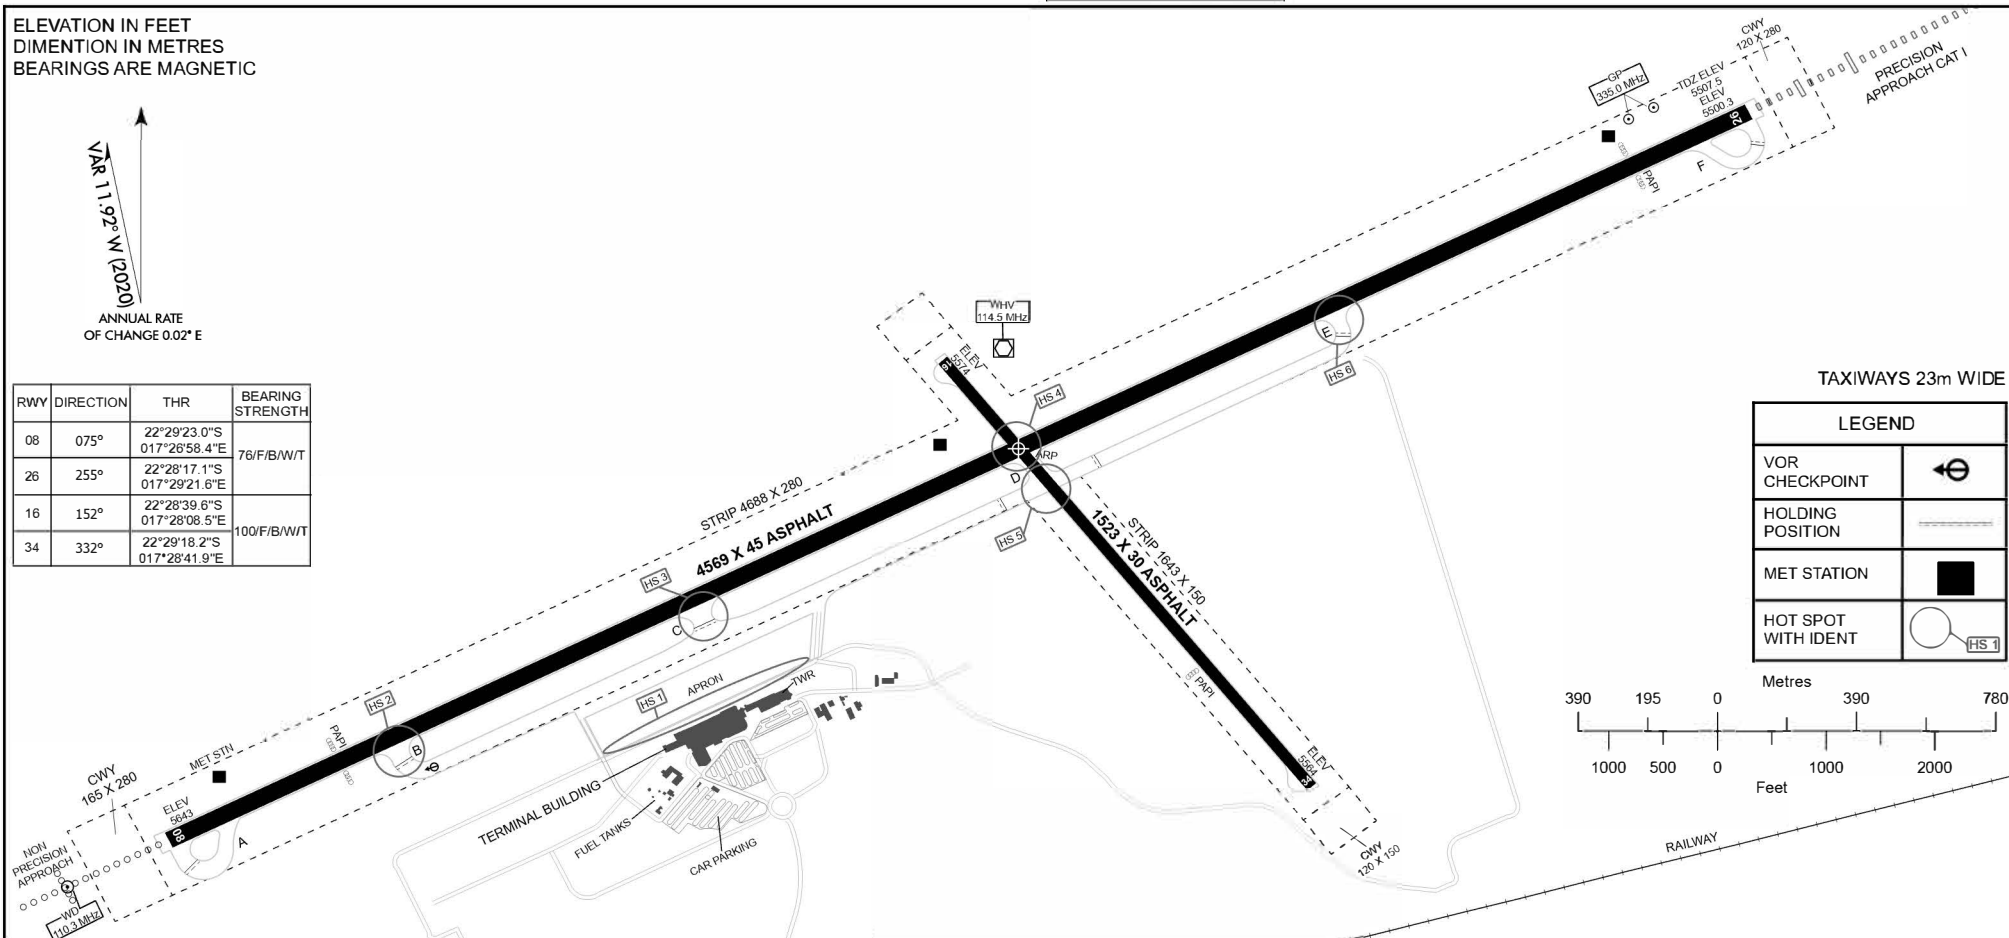 ELEVATION IN FEET
DIMENTION IN METRES
BEARINGS ARE MAGNETIC
VAR 11.92° W (2020)
ANNUAL RATE
OF CHANGE 0.02° E
RWY DIRECTION THR BEARING STRENGTH
08 075° 22°29'23.0"S 017°26'58.4"E 76/F/B/W/T
26 255° 22°28'17.1"S 017°29'21.6"E
16 152° 22°28'39.6"S 017°28'08.5"E 100/F/B/W/T
34 332° 22°29'18.2"S 017°28'41.9"E
CWY
120 X 280
PRECISION
APPROACH CAT I
GP
335.0 MHz
TDZ ELEV
5507.5
ELEV
5500.3
26
F
PAPI
WHV
114.5 MHz
ELEV
5574
16
HS 4
E
HS 6
ARP
D
HS 5
STRIP 4688 X 280
4569 X 45 ASPHALT
STRIP 1643 X 150
1523 X 30 ASPHALT
HS 3
C
PAPI
ELEV
5564
34
CWY
120 X 150
HS 1
APRON
TWR
HS 2
B
PAPI
MET STN
CWY
165 X 280
ELEV
5643
08
A
NON
PRECISION
APPROACH
WD
110.3 MHz
TERMINAL BUILDING
FUEL TANKS
CAR PARKING
RAILWAY
TAXIWAYS 23m WIDE
LEGEND
VOR
CHECKPOINT
HOLDING
POSITION
MET STATION
HOT SPOT
WITH IDENT
HS 1
Metres
390 195 0 390 780
1000 500 0 1000 2000
Feet